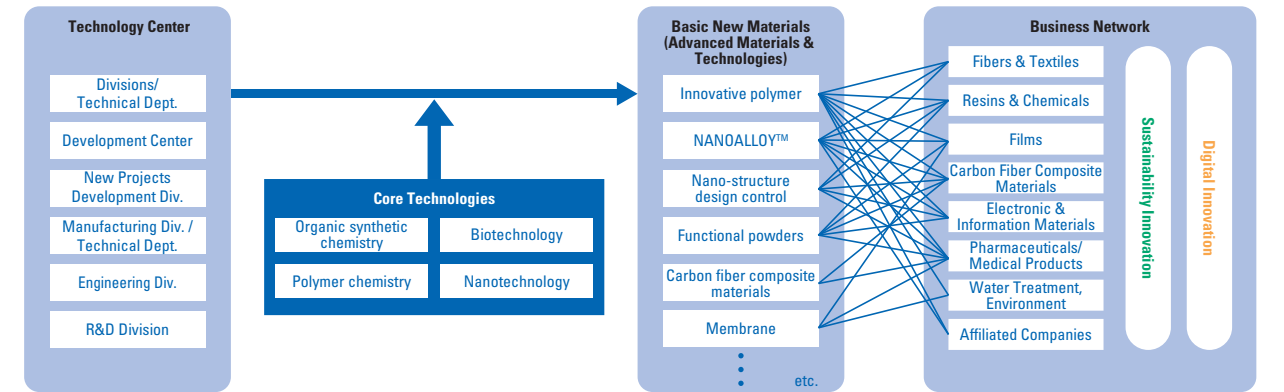 Technology Center
Divisions/
Technical Dept.
Development Center
New Projects
Development Div.
Manufacturing Div. /
Technical Dept.
Engineering Div.
R&D Division
Core Technologies
Organic synthetic
chemistry
Biotechnology
Polymer chemistry
Nanotechnology
Basic New Materials
(Advanced Materials &
Technologies)
Innovative polymer
NANOALLOY™
Nano-structure
design control
Functional powders
Carbon fiber composite
materials
Membrane
etc.
Business Network
Fibers & Textiles
Resins & Chemicals
Films
Carbon Fiber Composite
Materials
Electronic &
Information Materials
Pharmaceuticals/
Medical Products
Water Treatment,
Environment
Affiliated Companies
Sustainability Innovation
Digital Innovation